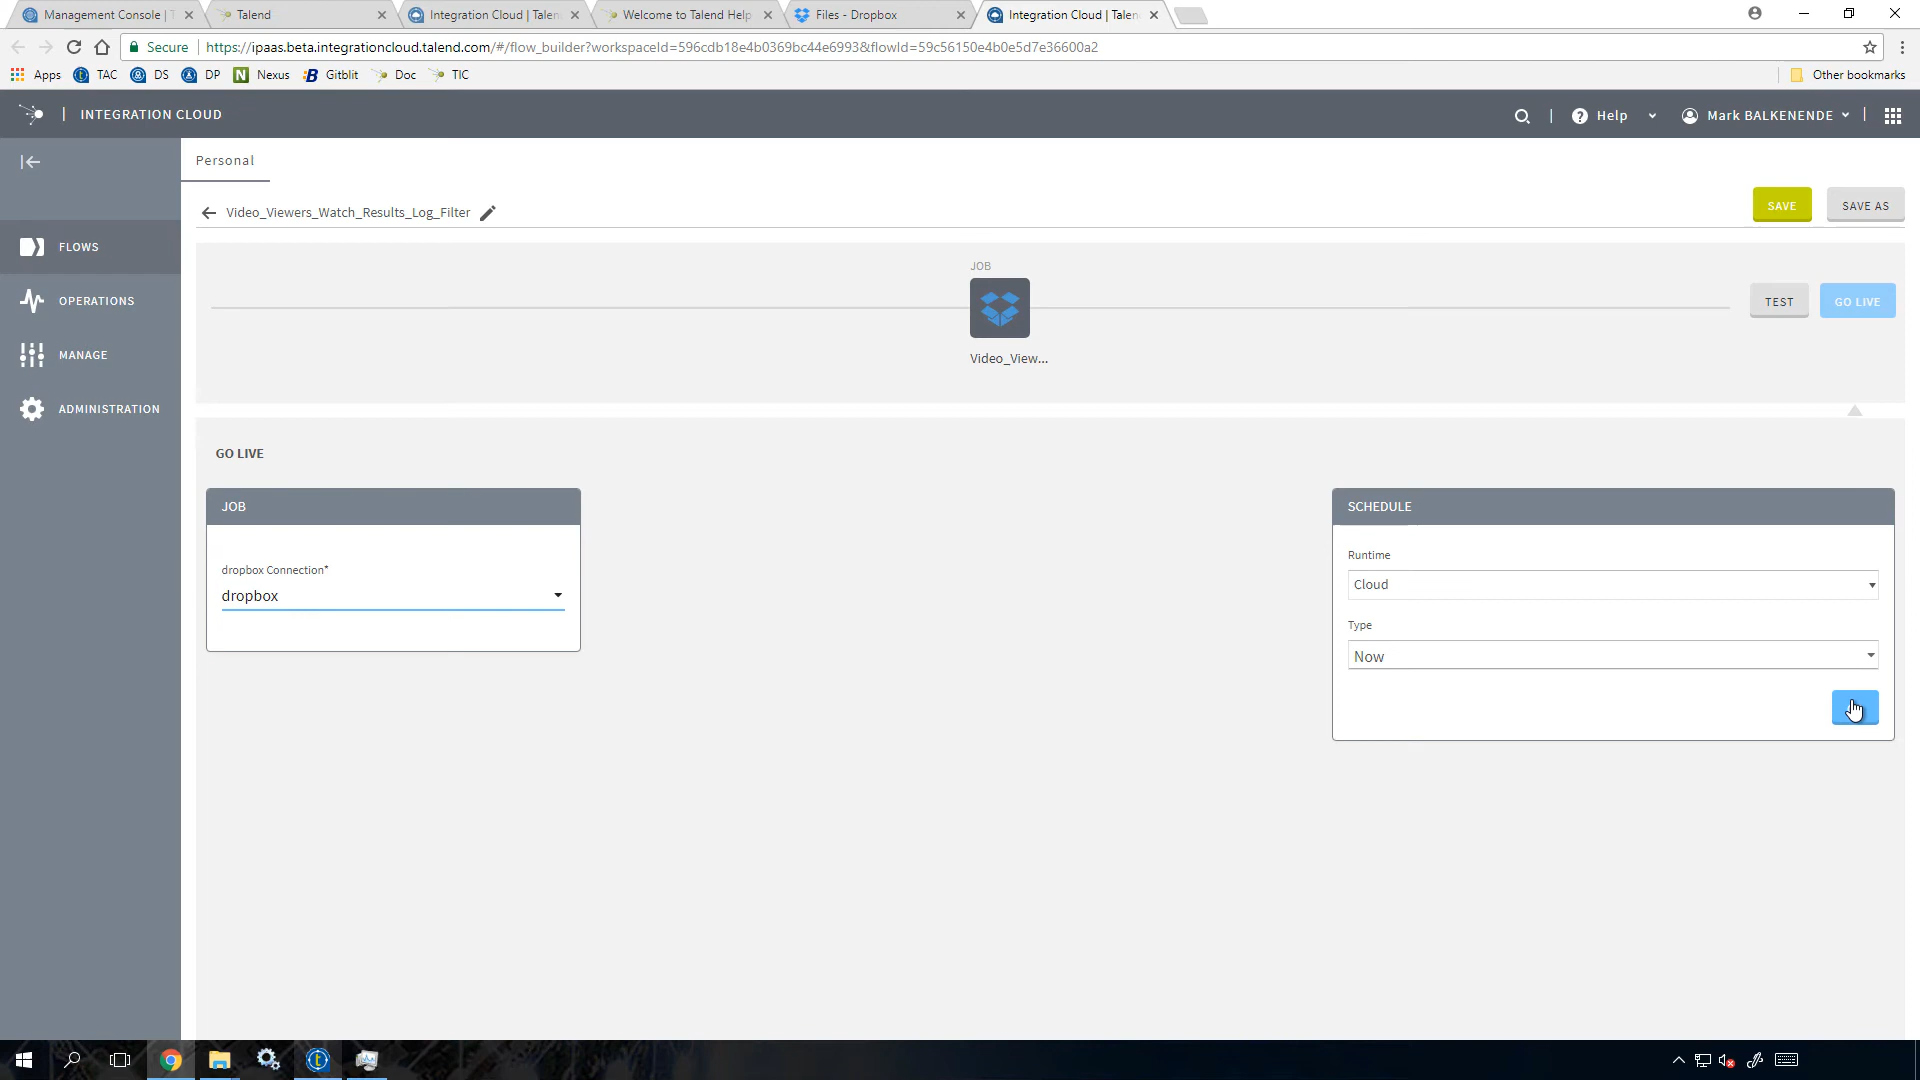 Management Console | T
Talend
Integration Cloud | Talen
Welcome to Talend Help
Files - Dropbox
Integration Cloud | Talen
Secure
https://ipaas.beta.integrationcloud.talend.com/#/flow_builder?workspaceId=596cdb18e4b0369bc44e6993&flowId=59c56150e4b0e5d7e36600a2
Apps
TAC
DS
DP
Nexus
Gitblit
Doc
TIC
Other bookmarks
INTEGRATION CLOUD
Help
Mark BALKENENDE
Personal
Video_Viewers_Watch_Results_Log_Filter
SAVE
SAVE AS
FLOWS
OPERATIONS
MANAGE
ADMINISTRATION
JOB
Video_View...
TEST
GO LIVE
GO LIVE
JOB
dropbox Connection*
dropbox
SCHEDULE
Runtime
Cloud
Type
Now